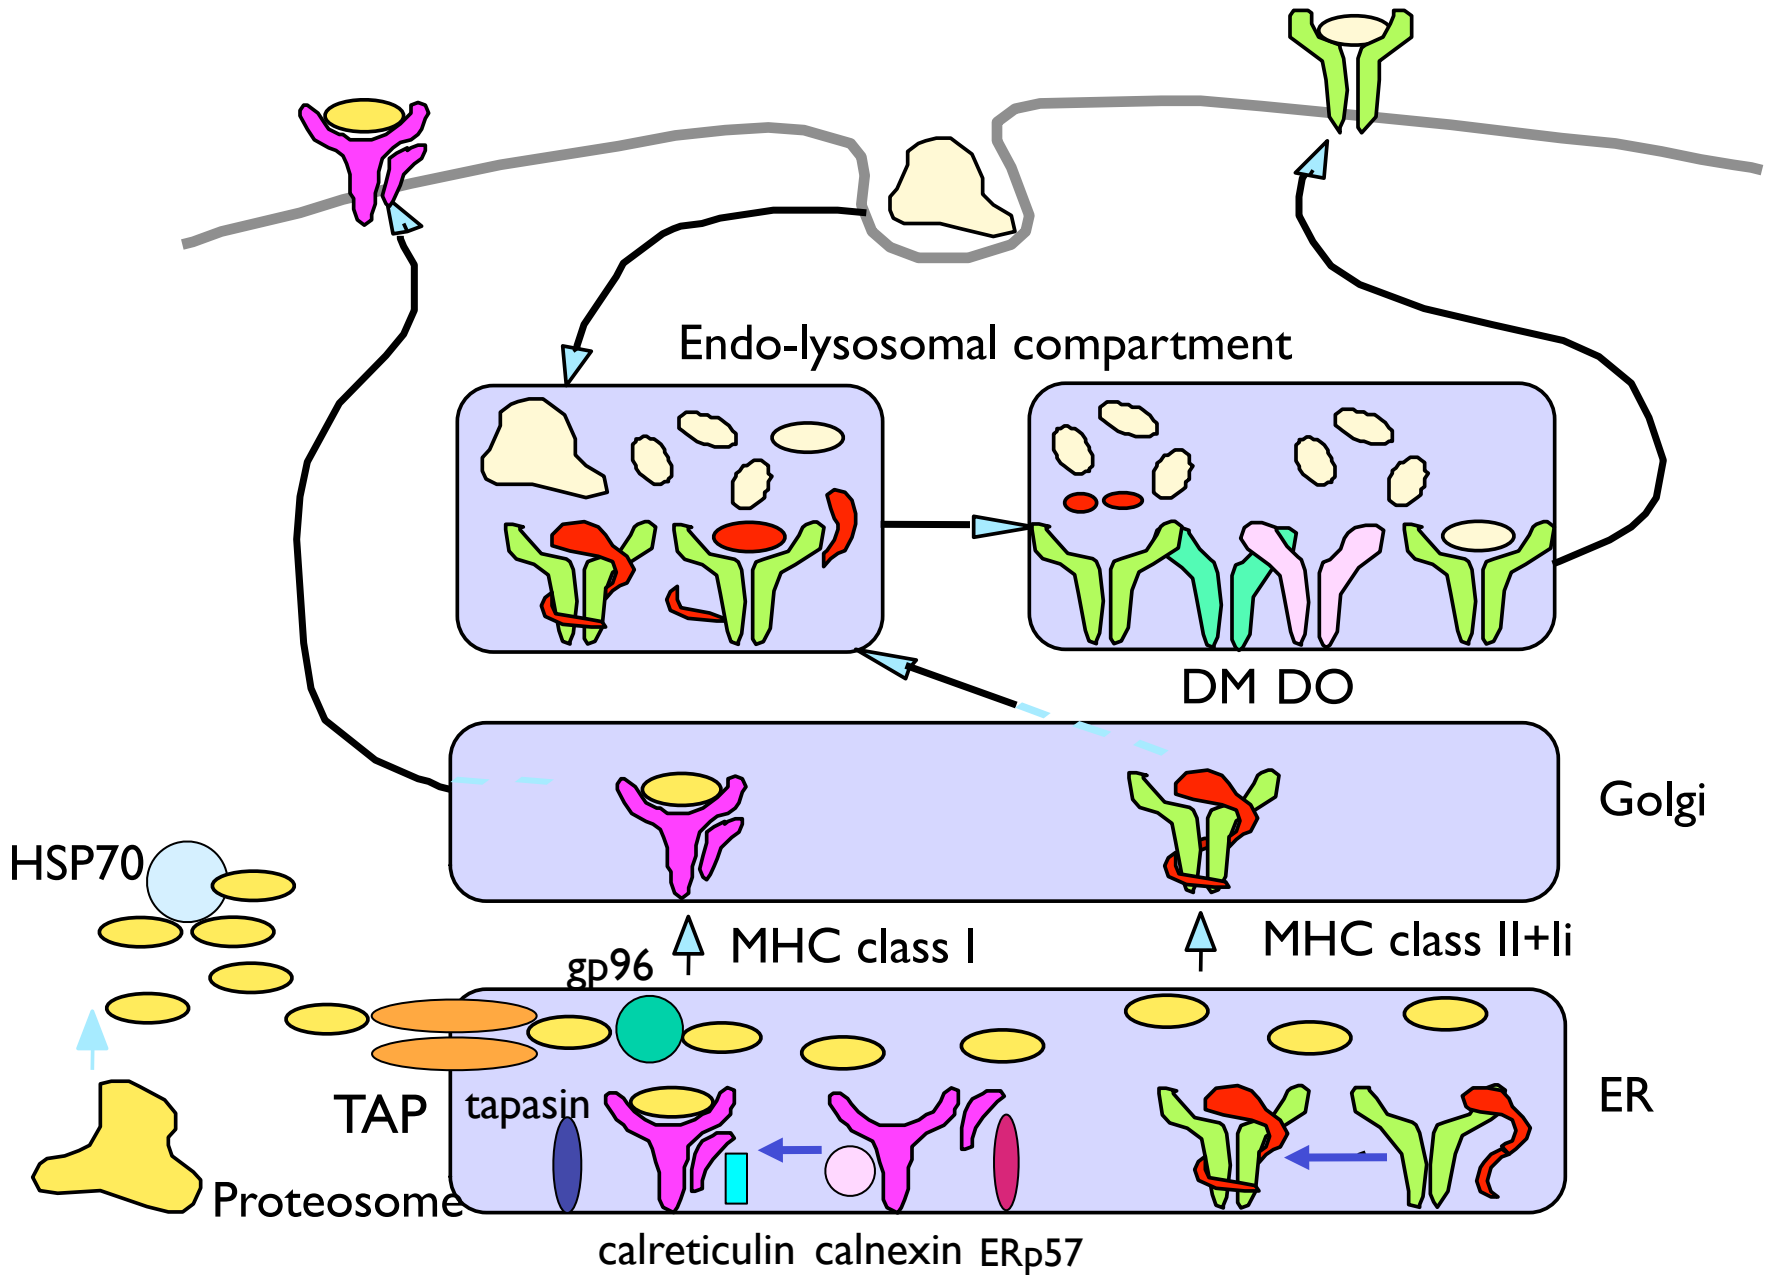 Endo-lysosomal compartment
DM DO
Golgi
HSP70
MHC class I
MHC class II+Ii
gp96
TAP
tapasin
ER
Proteosome
calreticulin calnexin ERp57